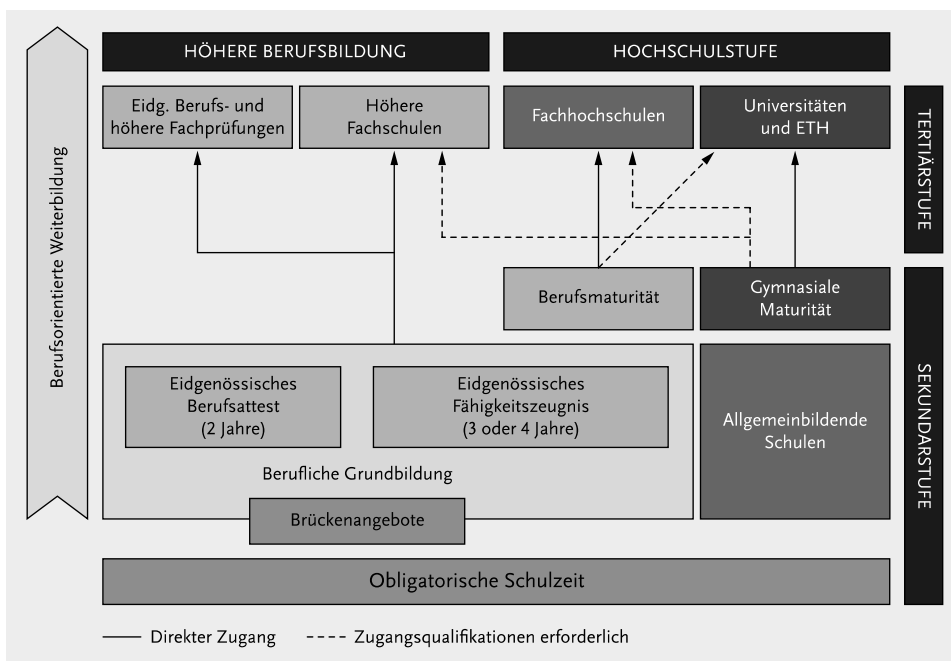 HÖHERE BERUFSBILDUNG
HOCHSCHULSTUFE
Eidg. Berufs- und
höhere Fachprüfungen
Höhere
Fachschulen
Fachhochschulen
Universitäten
und ETH
TERTIÄRSTUFE
Berufsorientierte Weiterbildung
Berufsmaturität
Gymnasiale
Maturität
Eidgenössisches
Berufsattest
(2 Jahre)
Eidgenössisches
Fähigkeitszeugnis
(3 oder 4 Jahre)
Allgemeinbildende
Schulen
SEKUNDARSTUFE
Berufliche Grundbildung
Brückenangebote
Obligatorische Schulzeit
Direkter Zugang
Zugangsqualifikationen erforderlich